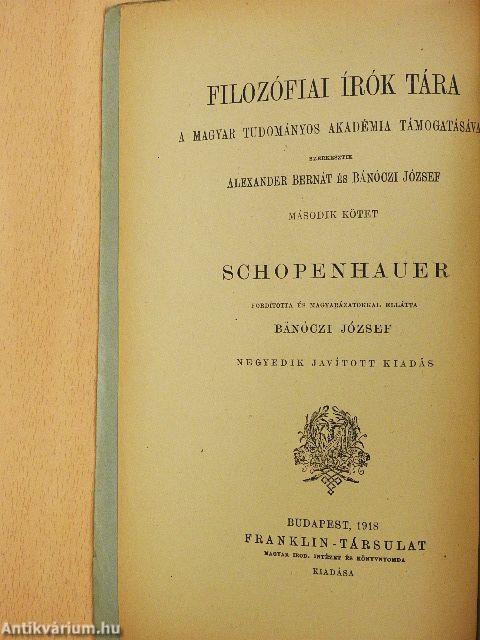 FILOZÓFIAI ÍRÓK TÁRA
A MAGYAR TUDOMÁNYOS AKADÉMIA TÁMOGATÁSÁVA
SZERKESZTIK
ALEXANDER BERNÁT ÉS BÁNÓCZI JÓZSEF
MÁSODIK KÖTET
SCHOPENHAUER
FORDÍTOTTA ÉS MAGYARÁZATOKKAL ELLÁTTA
BÁNÓCZI JÓZSEF
NEGYEDIK JAVÍTOTT KIADÁS
BUDAPEST, 1918
FRANKLIN-TÁRSULAT
MAGYAR IROD. INTÉZET ÉS KÖNYVNYOMDA
KIADÁSA
Antikvárium.hu